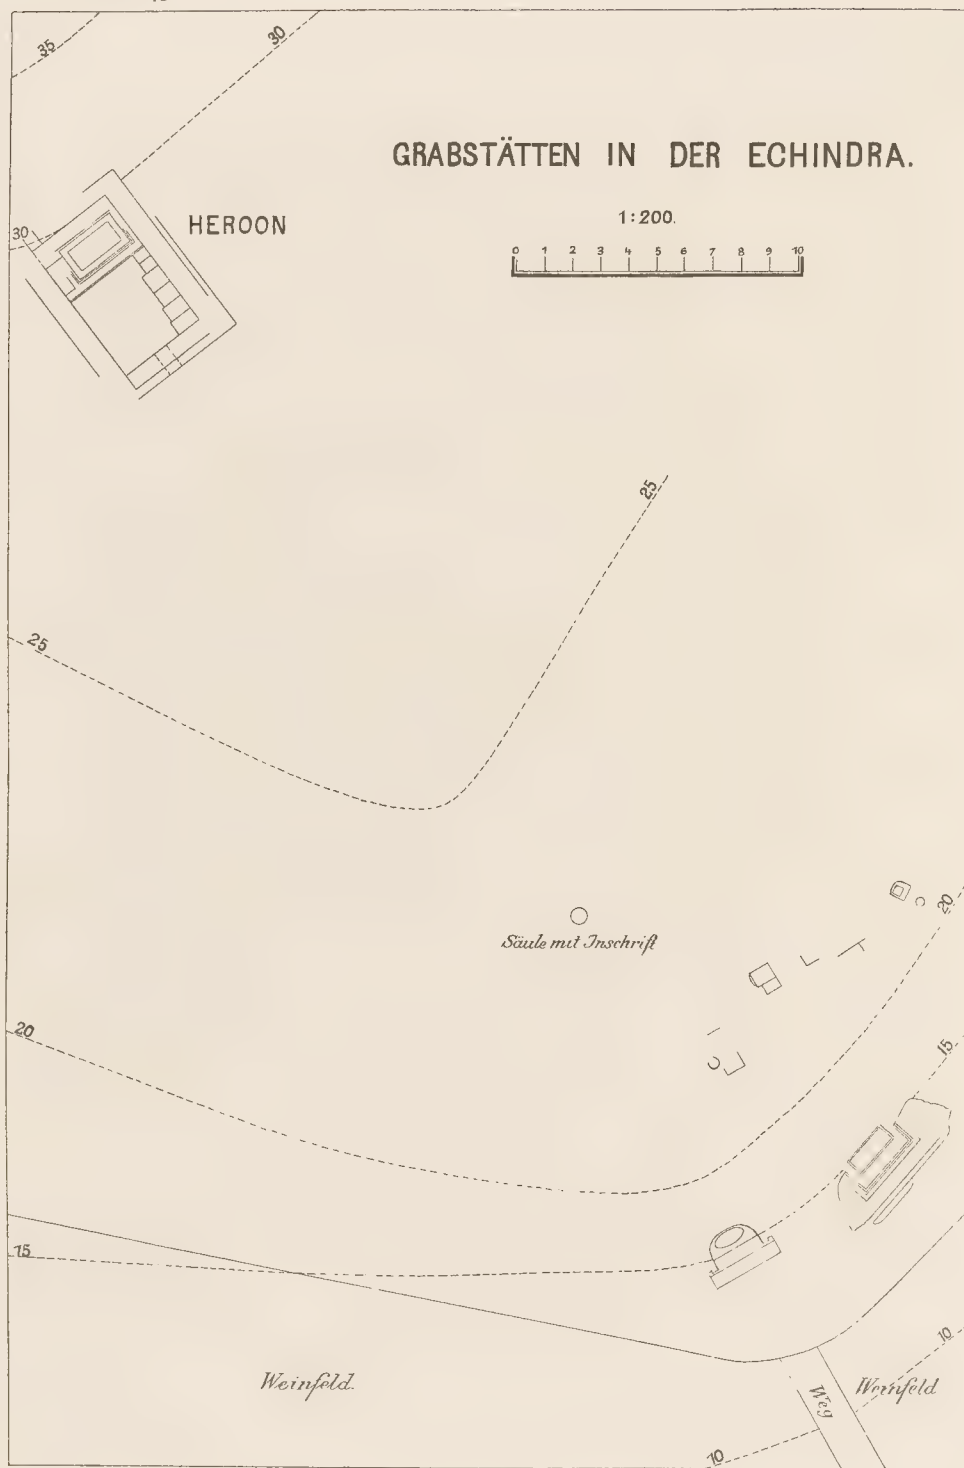 35
30
GRABSTÄTTEN IN DER ECHINDRA.
1:200.
HEROON
30
0 1 2 3 4 5 6 7 8 9 10
25
25
Säule mit Inschrift
20
20
15
15
10
Weinfeld.
Weg
Weinfeld
10